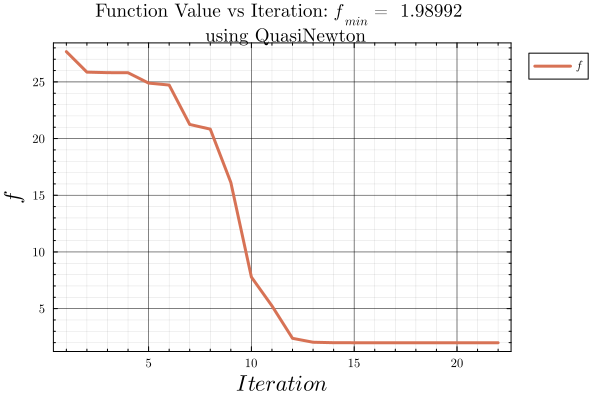 Function Value vs Iteration: f_min = 1.98992
using QuasiNewton
f
25
20
15
10
5
f
5
10
15
20
Iteration